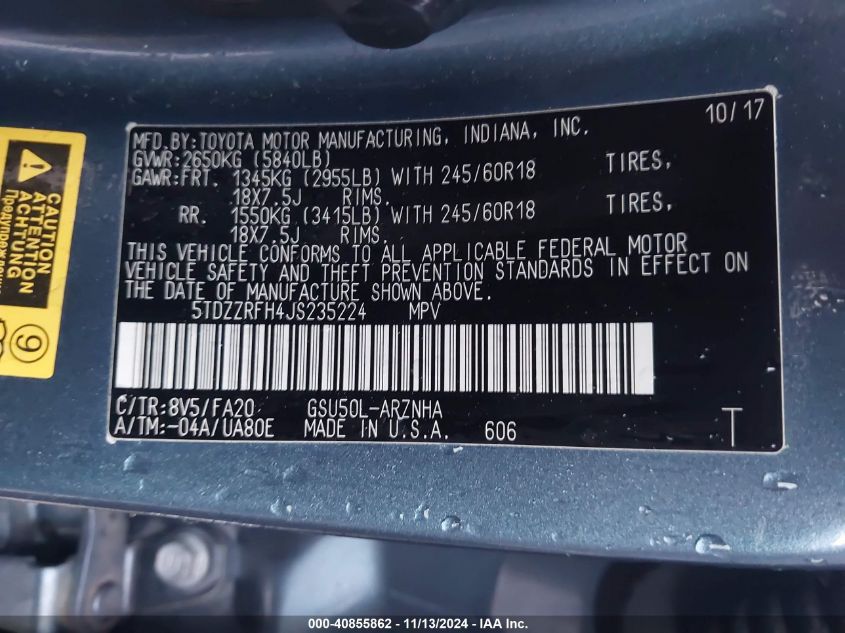 MFD.BY:TOYOTA MOTOR MANUFACTURING, INDIANA, INC. 10/17
GVWR:2650KG (5840LB)
GAWR:FRT. 1345KG (2955LB) WITH 245/60R18 TIRES,
18X7.5J RIMS.
RR. 1550KG (3415LB) WITH 245/60R18 TIRES,
18X7.5J RIMS.
THIS VEHICLE CONFORMS TO ALL APPLICABLE FEDERAL MOTOR
VEHICLE SAFETY AND THEFT PREVENTION STANDARDS IN EFFECT ON
THE DATE OF MANUFACTURE SHOWN ABOVE.
5TDZZRFH4JS235224 MPV
C/TR:8V5/FA20 GSU50L-ARZNHA
A/TM:-04A/UA80E MADE IN U.S.A. 606 T
CAUTION
ATTENTION
9
000-40855862 - 11/13/2024 - IAA Inc.